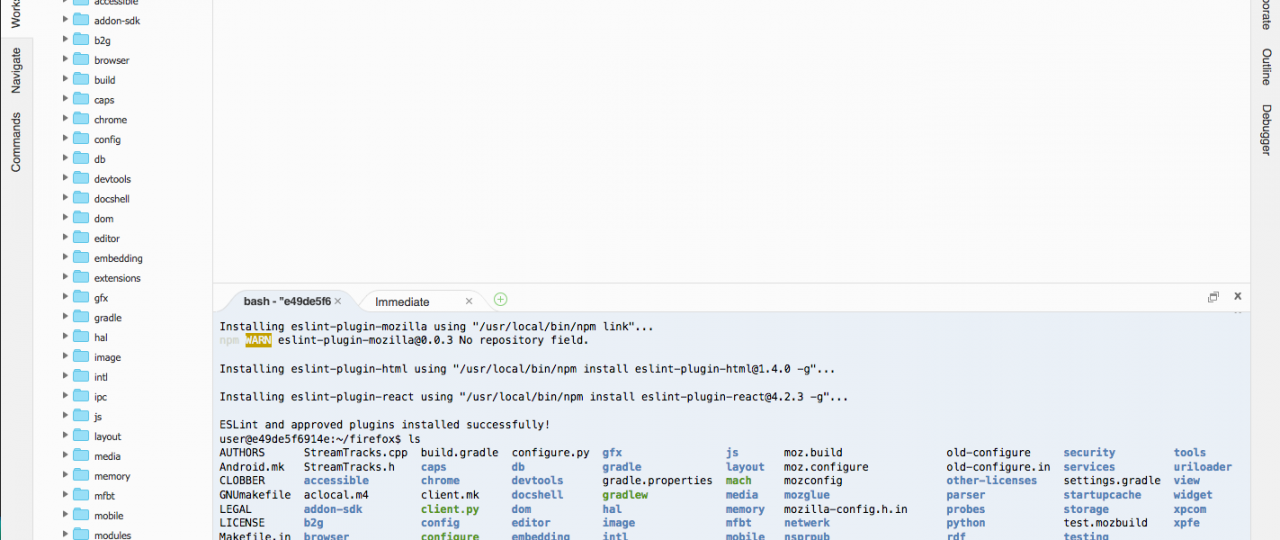 Works
Navigate
Commands
accessible
addon-sdk
b2g
browser
build
caps
chrome
config
db
devtools
docshell
dom
editor
embedding
extensions
gfx
gradle
hal
image
intl
ipc
js
layout
media
memory
mfbt
mobile
modules
bash - "e49de5f6 ×
Immediate ×
Installing eslint-plugin-mozilla using "/usr/local/bin/npm link"...
npm WARN eslint-plugin-mozilla@0.0.3 No repository field.
Installing eslint-plugin-html using "/usr/local/bin/npm install eslint-plugin-html@1.4.0 -g"...
Installing eslint-plugin-react using "/usr/local/bin/npm install eslint-plugin-react@4.2.3 -g"...
ESLint and approved plugins installed successfully!
user@e49de5f6914e:~/firefox$ ls
AUTHORS StreamTracks.cpp build.gradle configure.py gfx js moz.build old-configure security tools
Android.mk StreamTracks.h caps db gradle layout moz.configure old-configure.in services uriloader
CLOBBER accessible chrome devtools gradle.properties mach mozconfig other-licenses settings.gradle view
GNUmakefile aclocal.m4 client.mk docshell gradlew media mozglue parser startupcache widget
LEGAL addon-sdk client.py dom hal memory mozilla-config.h.in probes storage xpcom
LICENSE b2g config editor image mfbt netwerk python test.mozbuild xpfe
Makefile.in browser configure embedding intl mobile nsprpub rdf testing
borate
Outline
Debugger